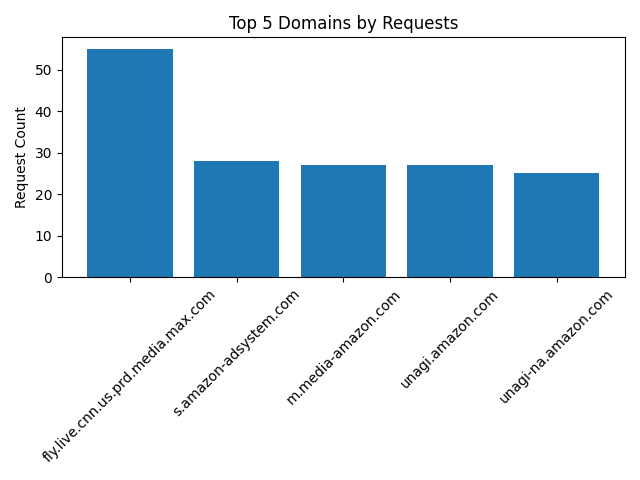 Top 5 Domains by Requests
Request Count
50
40
30
20
10
0
fly.live.cnn.us.prd.media.max.com
s.amazon-adsystem.com
m.media-amazon.com
unagi.amazon.com
unagi-na.amazon.com